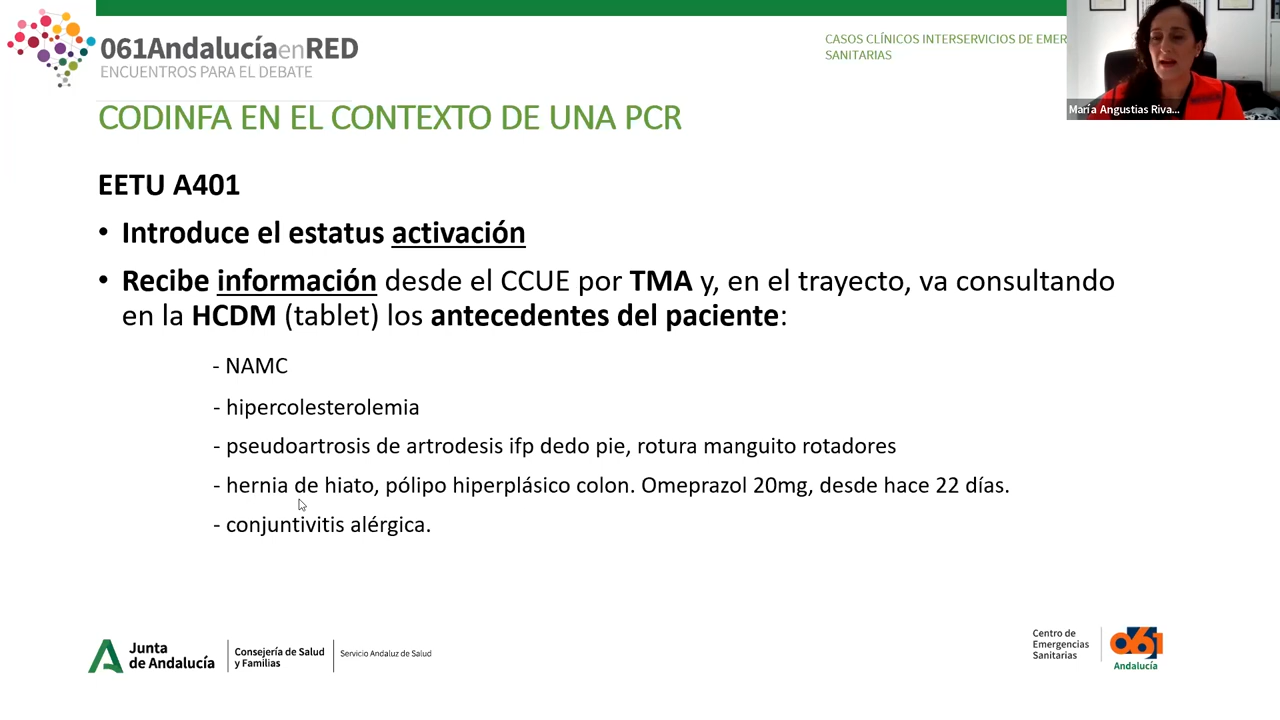 061AndalucíaenRED
ENCUENTROS PARA EL DEBATE
CASOS CLÍNICOS INTERSERVICIOS DE EMER
SANITARIAS
María Angustias Riva...
CODINFA EN EL CONTEXTO DE UNA PCR
EETU A401
• Introduce el estatus activación
• Recibe información desde el CCUE por TMA y, en el trayecto, va consultando
en la HCDM (tablet) los antecedentes del paciente:
- NAMC
- hipercolesterolemia
- pseudoartrosis de artrodesis ifp dedo pie, rotura manguito rotadores
- hernia de hiato, pólipo hiperplásico colon. Omeprazol 20mg, desde hace 22 días.
- conjuntivitis alérgica.
Junta
de Andalucía
Consejería de Salud
y Familias
Servicio Andaluz de Salud
Centro de
Emergencias
Sanitarias
061
Andalucía